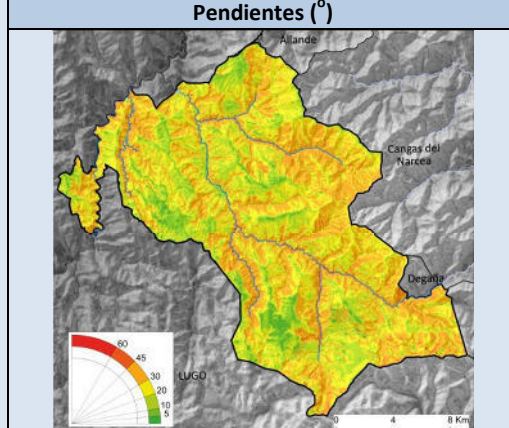 Pendientes (º)
Allande
Cangas del
Narcea
Degaña
LUGO
60
45
30
20
10
5
0 4 8 Km